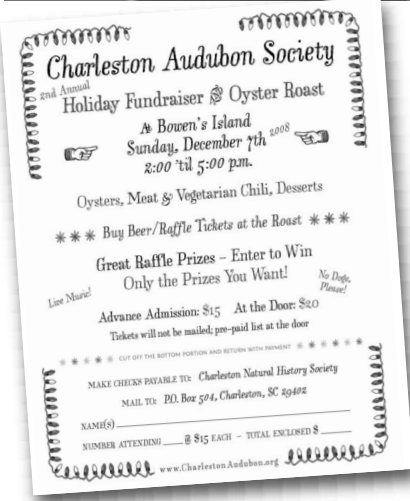 Charleston Audubon Society
2nd Annual
Holiday Fundraiser & Oyster Roast
At Bowen's Island
Sunday, December 7th 2008
2:00 'til 5:00 p.m.
Oysters, Meat & Vegetarian Chili, Desserts
*** Buy Beer/Raffle Tickets at the Roast ***
Great Raffle Prizes – Enter to Win
Only the Prizes You Want!
Live Music!
No Dogs, Please!
Advance Admission: $15 At the Door: $20
Tickets will not be mailed; pre-paid list at the door
CUT OFF THE BOTTOM PORTION AND RETURN WITH PAYMENT
MAKE CHECKS PAYABLE TO: Charleston Natural History Society
MAIL TO: P.O. Box 504, Charleston, SC 29402
NAME(S)
NUMBER ATTENDING ____ @ $15 EACH – TOTAL ENCLOSED $ ____
www.CharlestonAudubon.org